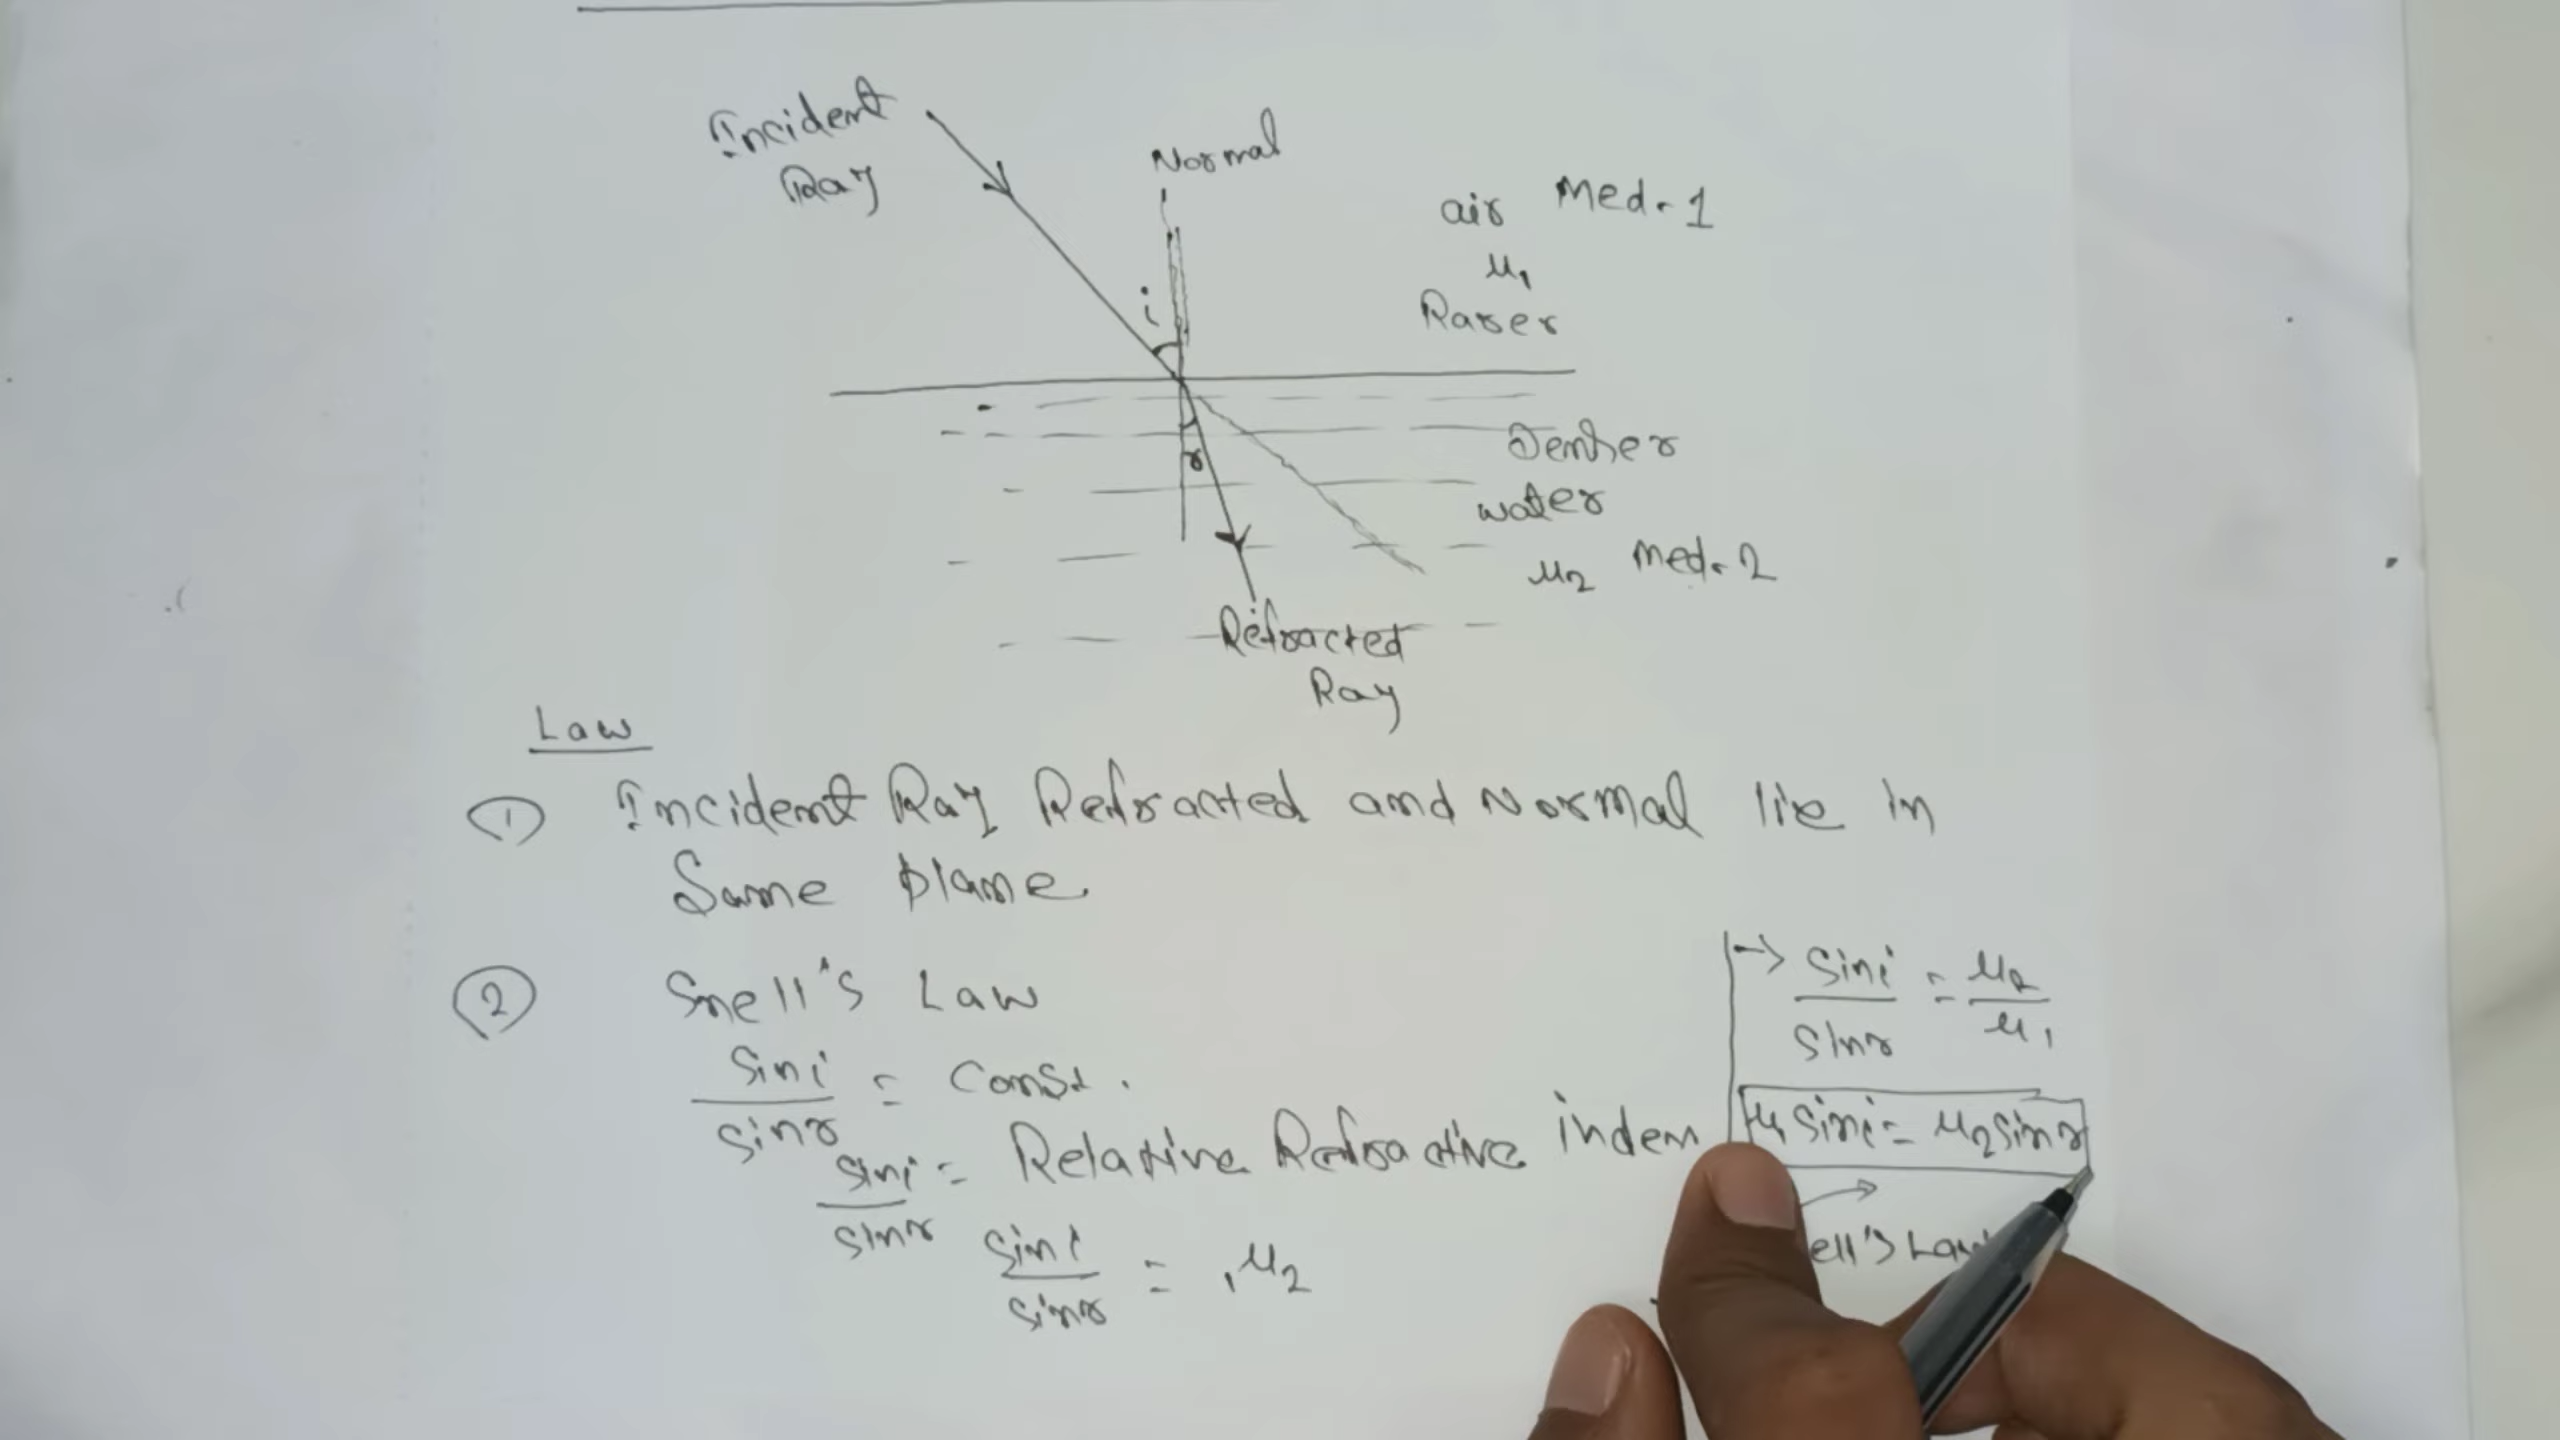 Incident
Ray
Normal
air Med. 1
μ₁
Rarer
i
r
Denser
water
μ₂ Med. 2
Refracted
Ray
Law
① Incident Ray Refracted and Normal lie in
Same plane.
② Snell's Law
sin i / sin r = Const.
sin i / sin r = Relative Refractive index
sin i / sin r = ₁μ₂
→ sin i / sin r = μ₂ / μ₁
μ₁ sin i = μ₂ sin r
ell's Law